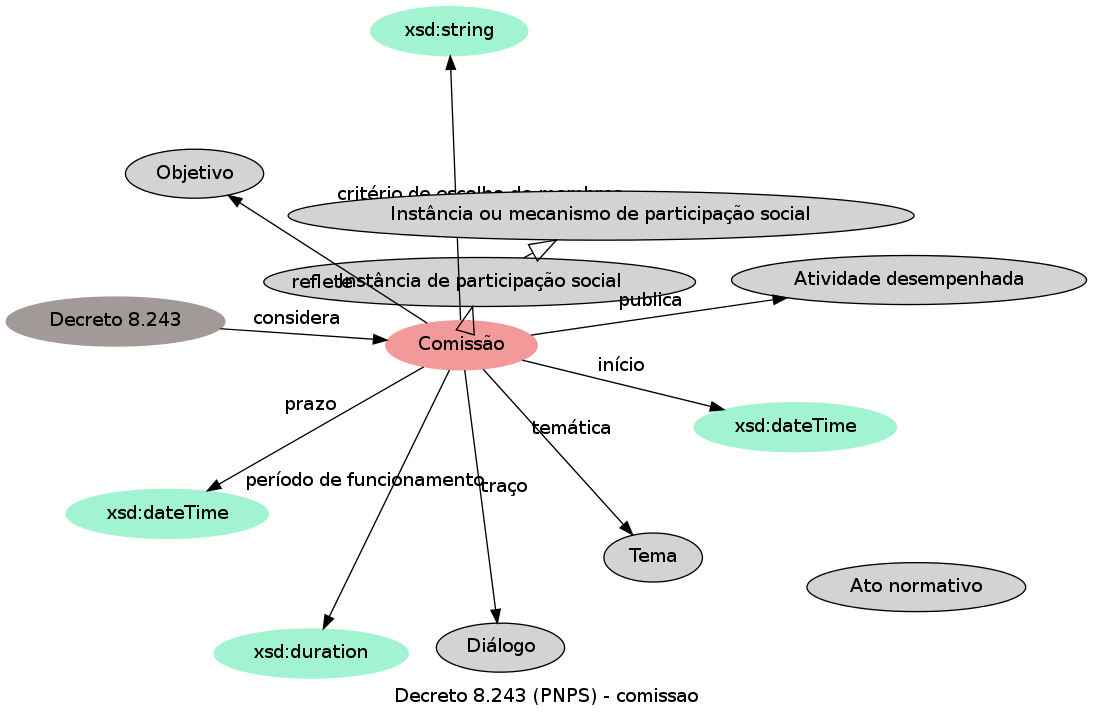 xsd:string
Objetivo
critério de escolha de membros
Instância ou mecanismo de participação social
reflete
Instância de participação social
Atividade desempenhada
publica
Decreto 8.243
considera
Comissão
início
prazo
temática
xsd:dateTime
período de funcionamento
traço
xsd:dateTime
Tema
Ato normativo
xsd:duration
Diálogo
Decreto 8.243 (PNPS) - comissao